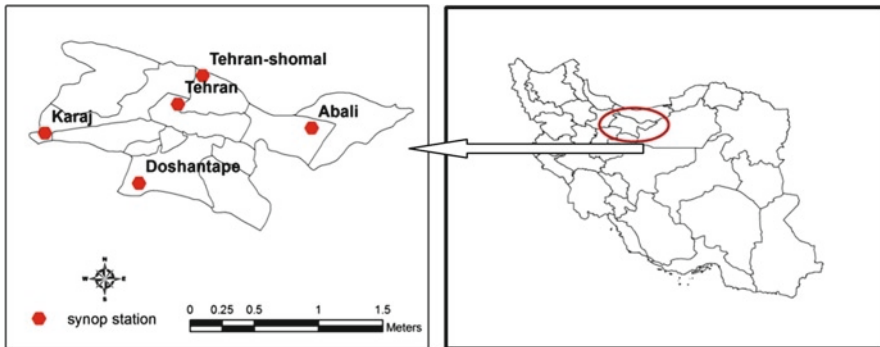 Tehran-shomal
Tehran
Karaj
Abali
Doshantape
N
W E
S
synop station
0 0.25 0.5 1 1.5
Meters